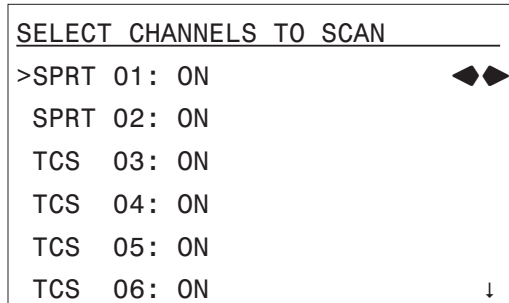 SELECT CHANNELS TO SCAN
>SPRT 01: ON ◀▶
SPRT 02: ON
TCS 03: ON
TCS 04: ON
TCS 05: ON
TCS 06: ON ↓